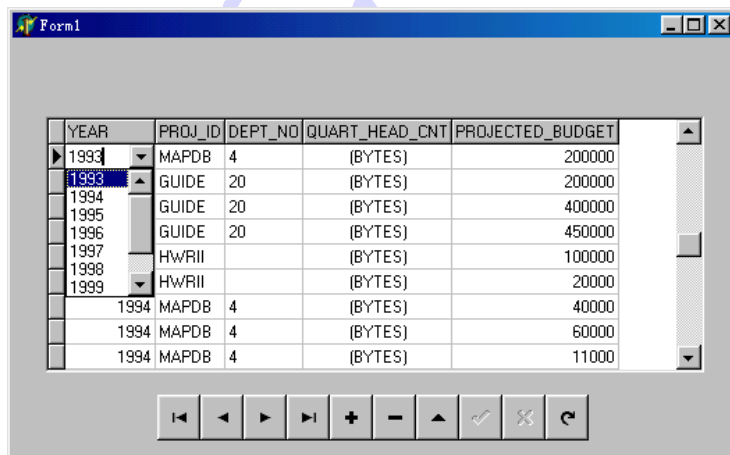 Form1
YEAR PROJ_ID DEPT_NO QUART_HEAD_CNT PROJECTED_BUDGET
1993 MAPDB 4 (BYTES) 200000
1993 GUIDE 20 (BYTES) 200000
1994 GUIDE 20 (BYTES) 400000
1995
1996 GUIDE 20 (BYTES) 450000
1997 HWRII (BYTES) 100000
1998 HWRII (BYTES) 20000
1999
1994 MAPDB 4 (BYTES) 40000
1994 MAPDB 4 (BYTES) 60000
1994 MAPDB 4 (BYTES) 11000